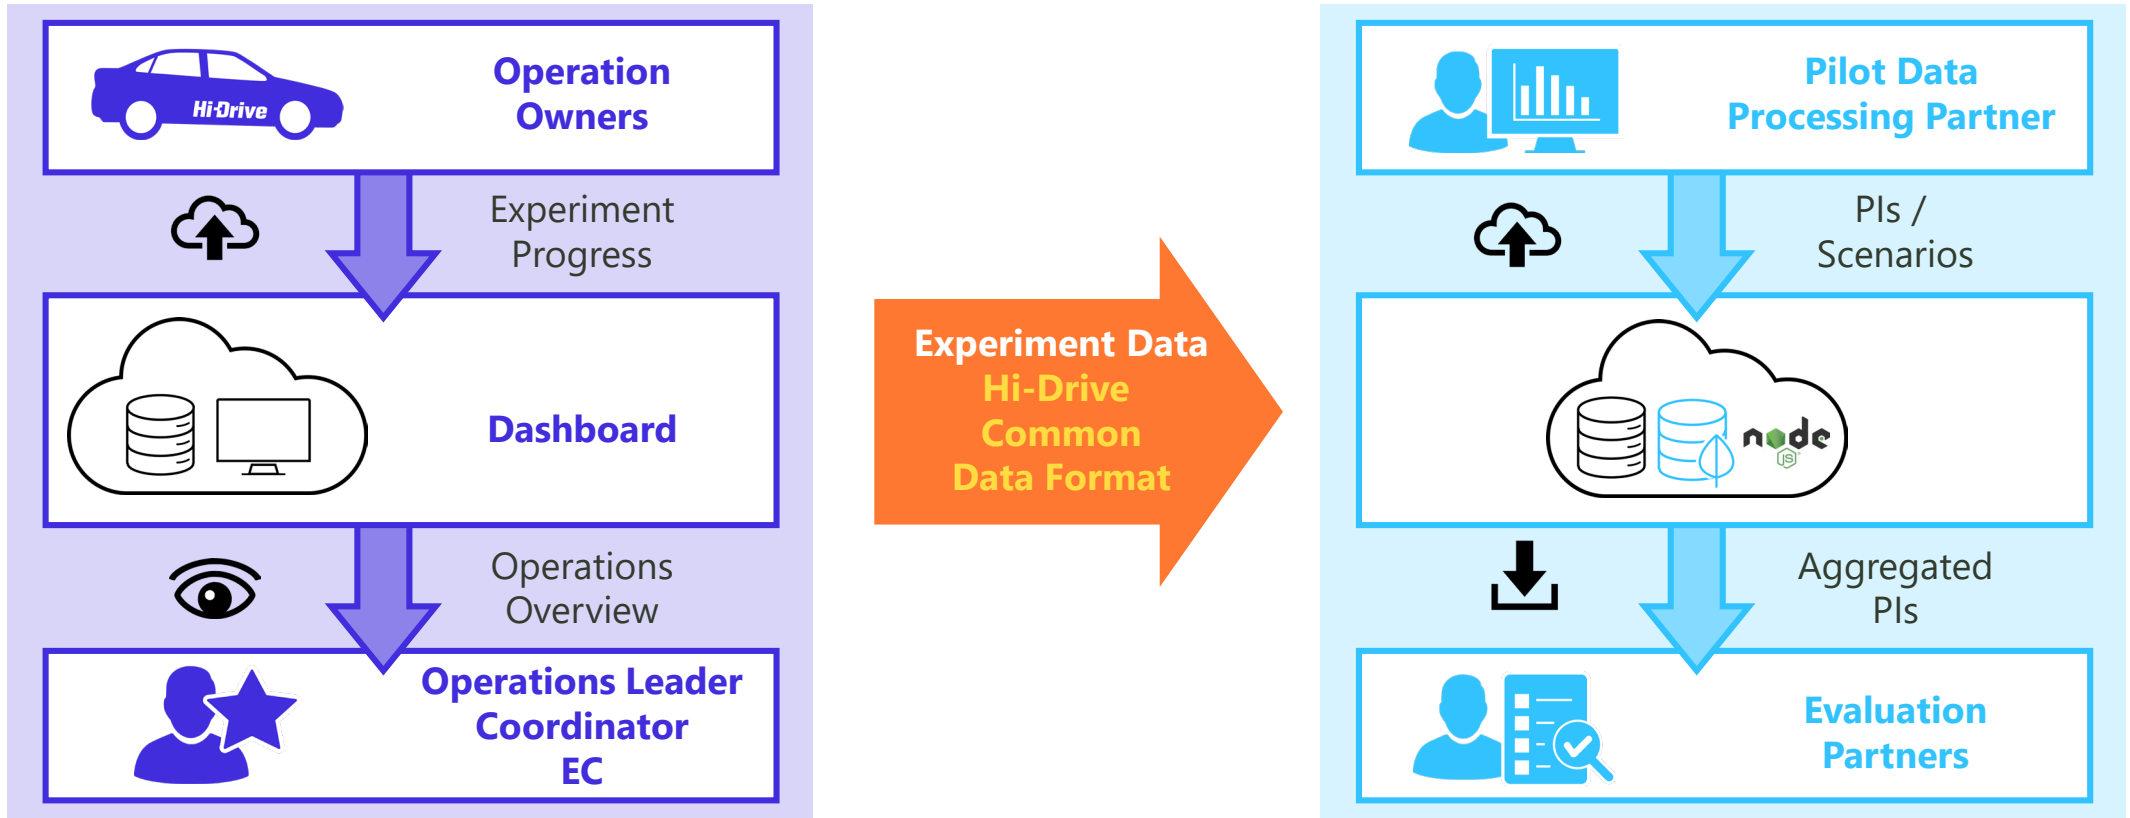 Hi-Drive
Operation
Owners
Experiment
Progress
Dashboard
Operations
Overview
Operations Leader
Coordinator
EC
Experiment Data
Hi-Drive
Common
Data Format
Pilot Data
Processing Partner
PIs /
Scenarios
node
JS
Aggregated
PIs
Evaluation
Partners